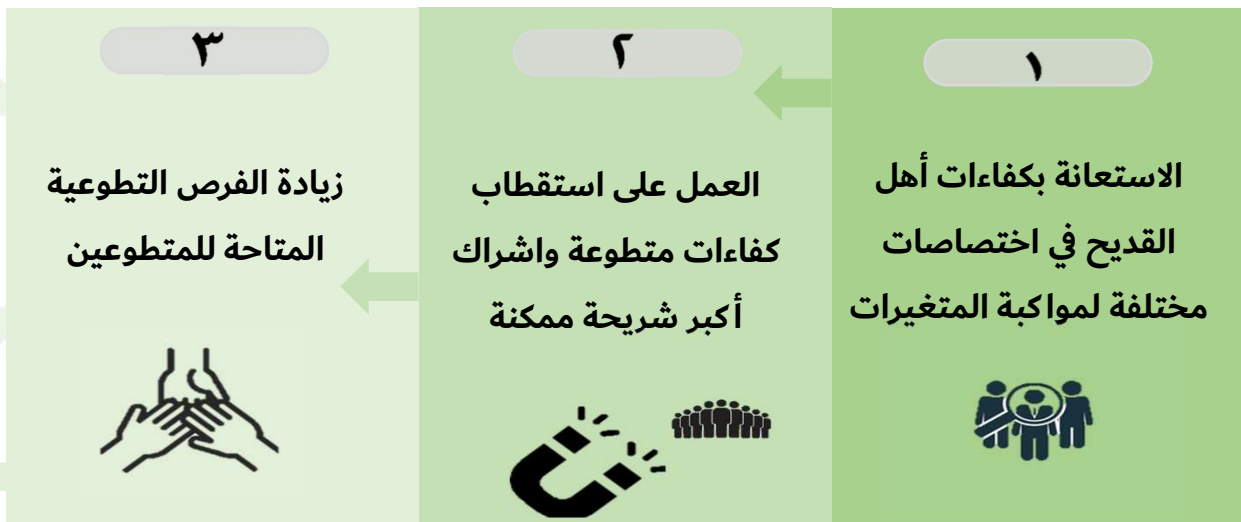 ١
الاستعانة بكفاءات أهل
القديح في اختصاصات
مختلفة لمواكبة المتغيرات
٢
العمل على استقطاب
كفاءات متطوعة واشراك
أكبر شريحة ممكنة
٣
زيادة الفرص التطوعية
المتاحة للمتطوعين